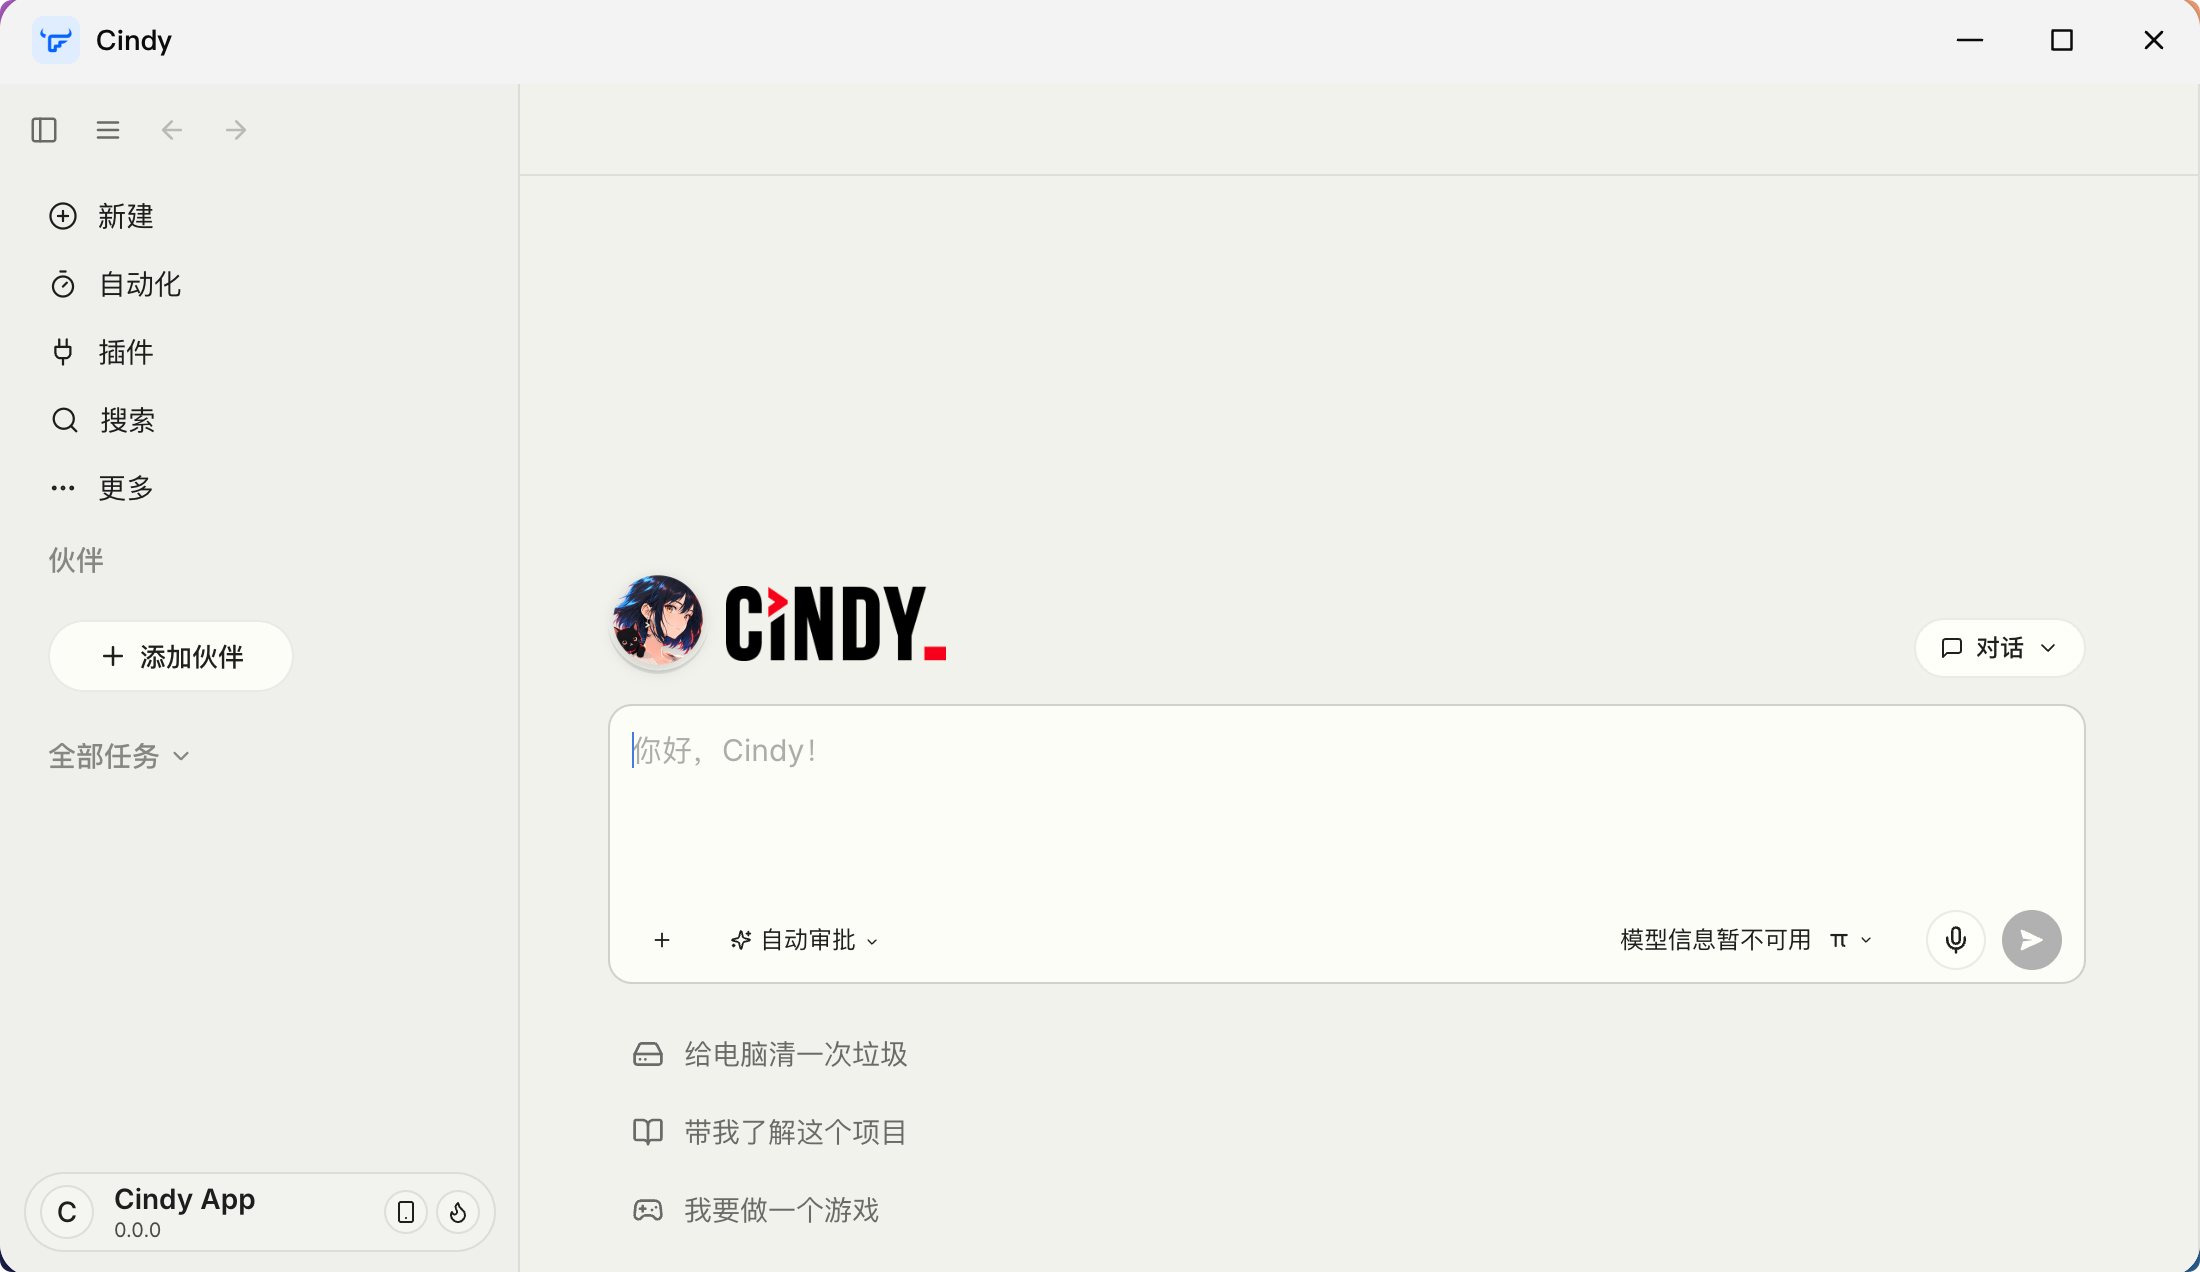 Cindy
新建
自动化
插件
搜索
更多
伙伴
添加伙伴
全部任务
Cindy App
0.0.0
C
CiNDY_
对话
你好，Cindy！
自动审批
模型信息暂不可用 π
给电脑清一次垃圾
带我了解这个项目
我要做一个游戏